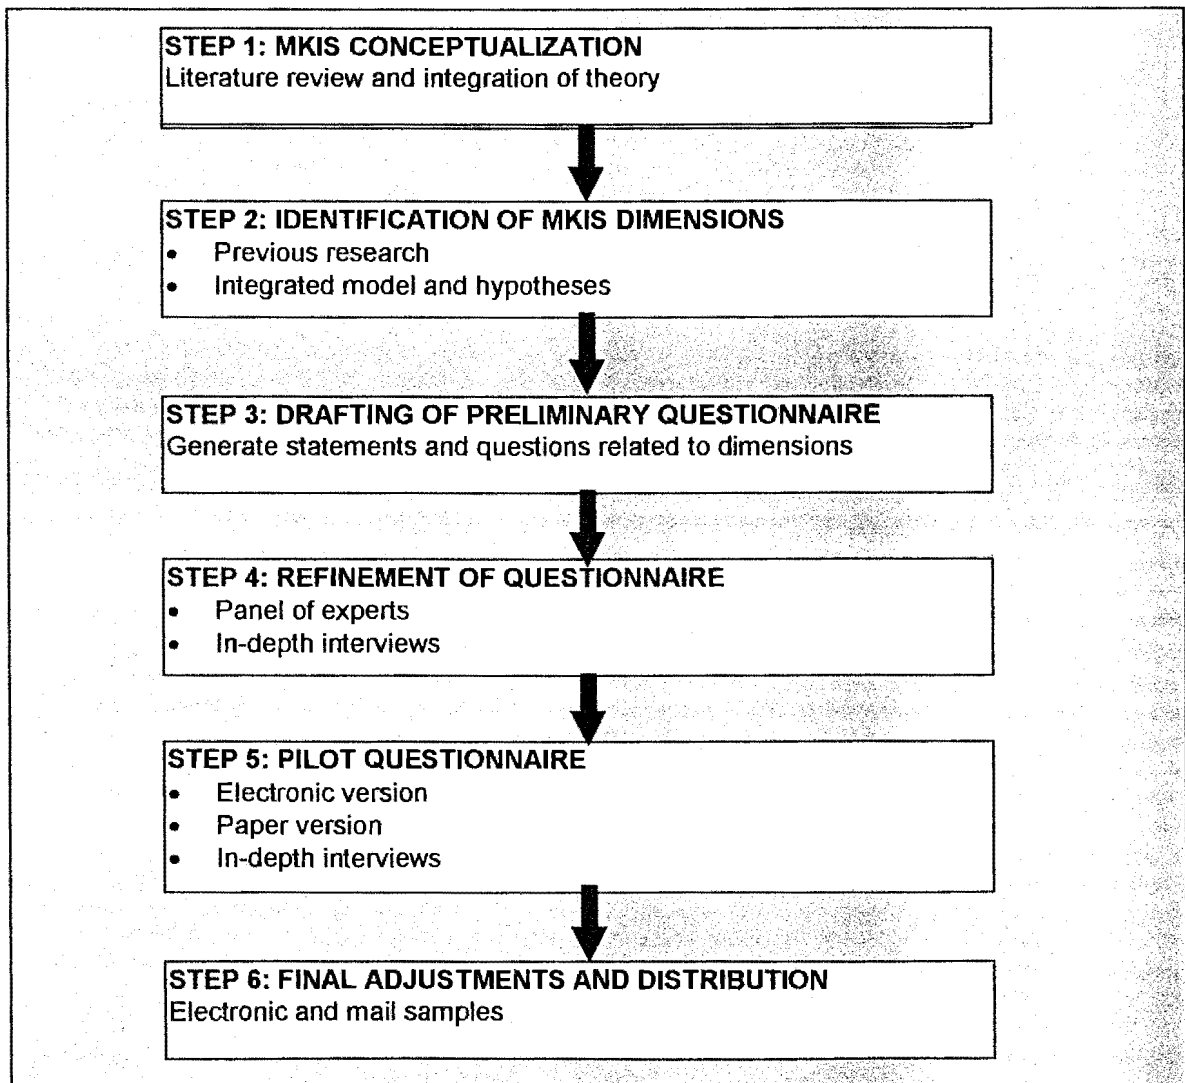 STEP 1: MKIS CONCEPTUALIZATION
Literature review and integration of theory
STEP 2: IDENTIFICATION OF MKIS DIMENSIONS
• Previous research
• Integrated model and hypotheses
STEP 3: DRAFTING OF PRELIMINARY QUESTIONNAIRE
Generate statements and questions related to dimensions
STEP 4: REFINEMENT OF QUESTIONNAIRE
• Panel of experts
• In-depth interviews
STEP 5: PILOT QUESTIONNAIRE
• Electronic version
• Paper version
• In-depth interviews
STEP 6: FINAL ADJUSTMENTS AND DISTRIBUTION
Electronic and mail samples